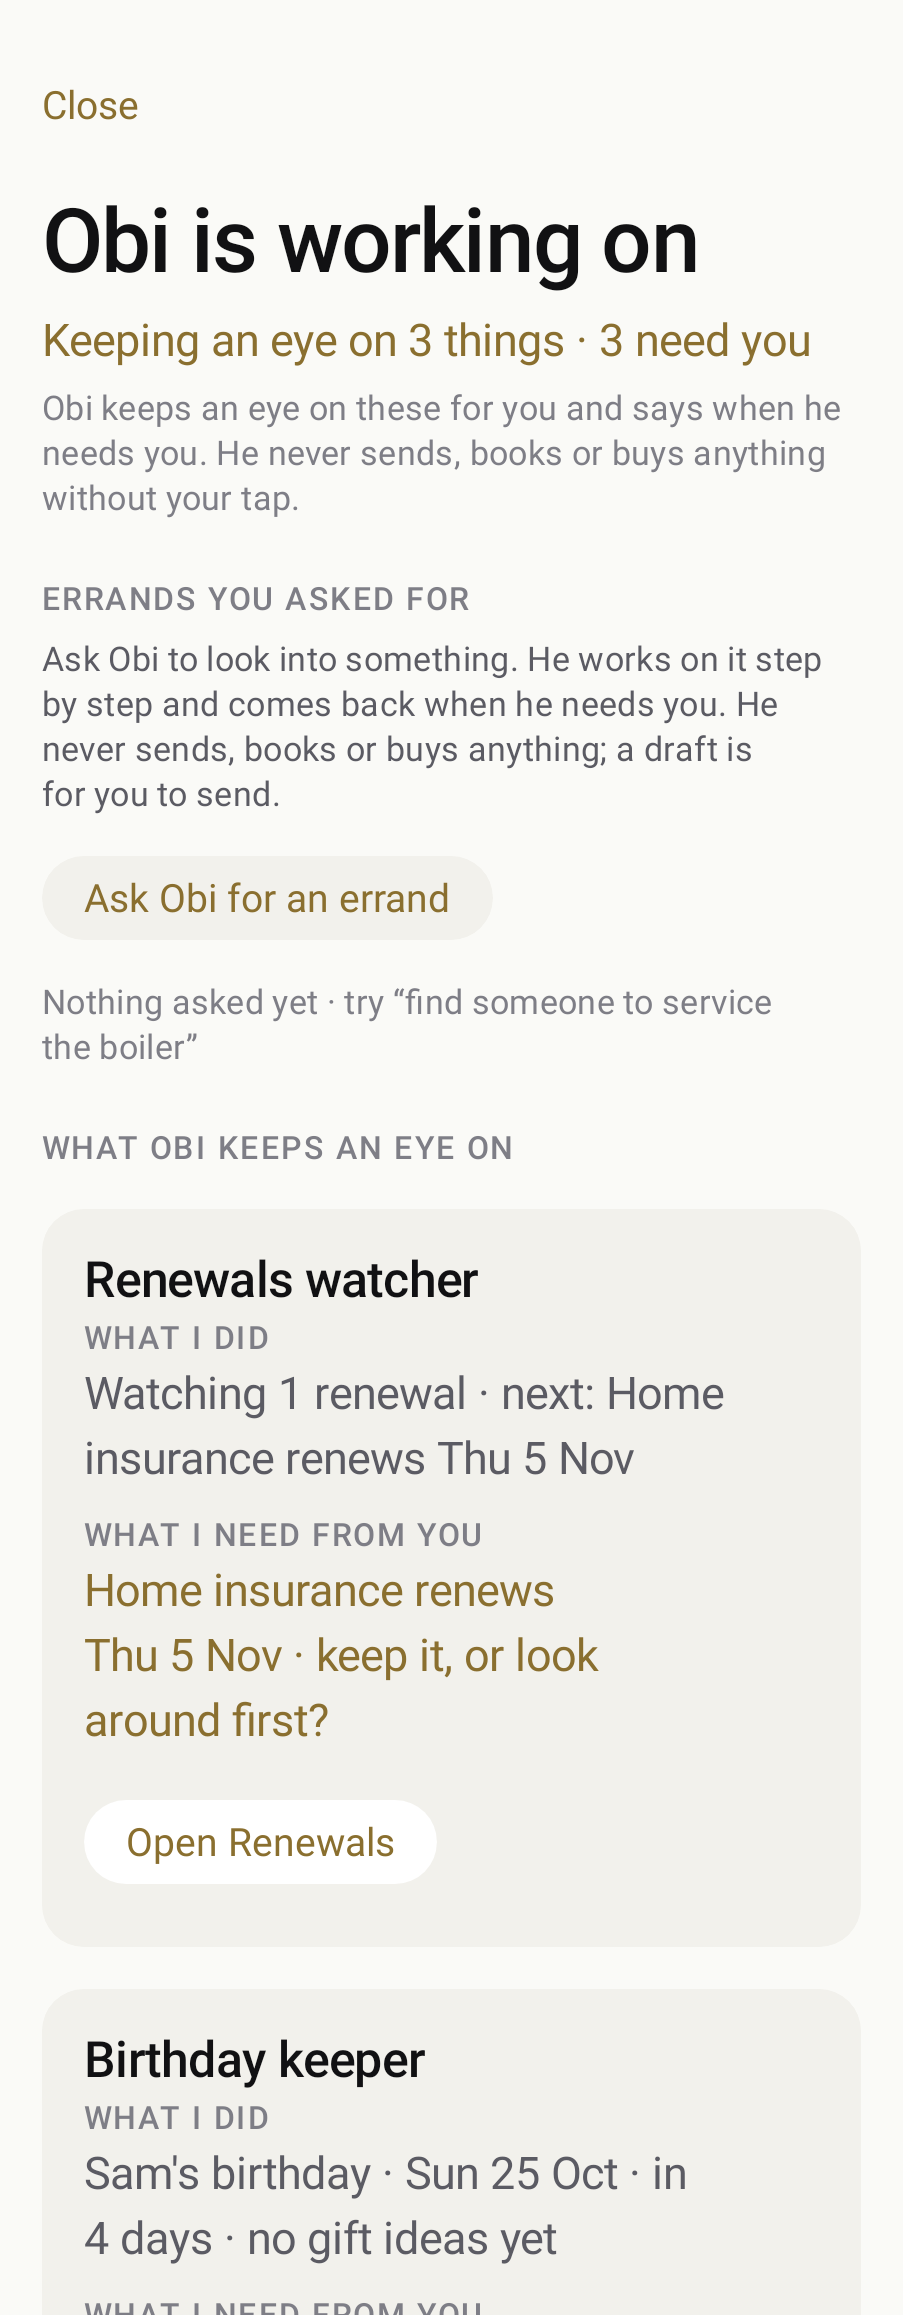 Close
Obi is working on
Keeping an eye on 3 things · 3 need you
Obi keeps an eye on these for you and says when he
needs you. He never sends, books or buys anything
without your tap.
ERRANDS YOU ASKED FOR
Ask Obi to look into something. He works on it step
by step and comes back when he needs you. He
never sends, books or buys anything; a draft is
for you to send.
Ask Obi for an errand
Nothing asked yet · try “find someone to service
the boiler”
WHAT OBI KEEPS AN EYE ON
Renewals watcher
WHAT I DID
Watching 1 renewal · next: Home
insurance renews Thu 5 Nov
WHAT I NEED FROM YOU
Home insurance renews
Thu 5 Nov · keep it, or look
around first?
Open Renewals
Birthday keeper
WHAT I DID
Sam's birthday · Sun 25 Oct · in
4 days · no gift ideas yet
WHAT I NEED FROM YOU